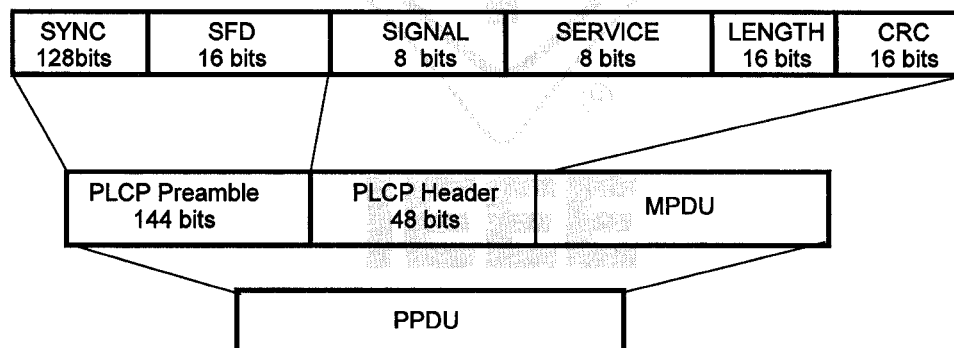 SYNC
128bits
SFD
16 bits
SIGNAL
8 bits
SERVICE
8 bits
LENGTH
16 bits
CRC
16 bits
PLCP Preamble
144 bits
PLCP Header
48 bits
MPDU
PPDU